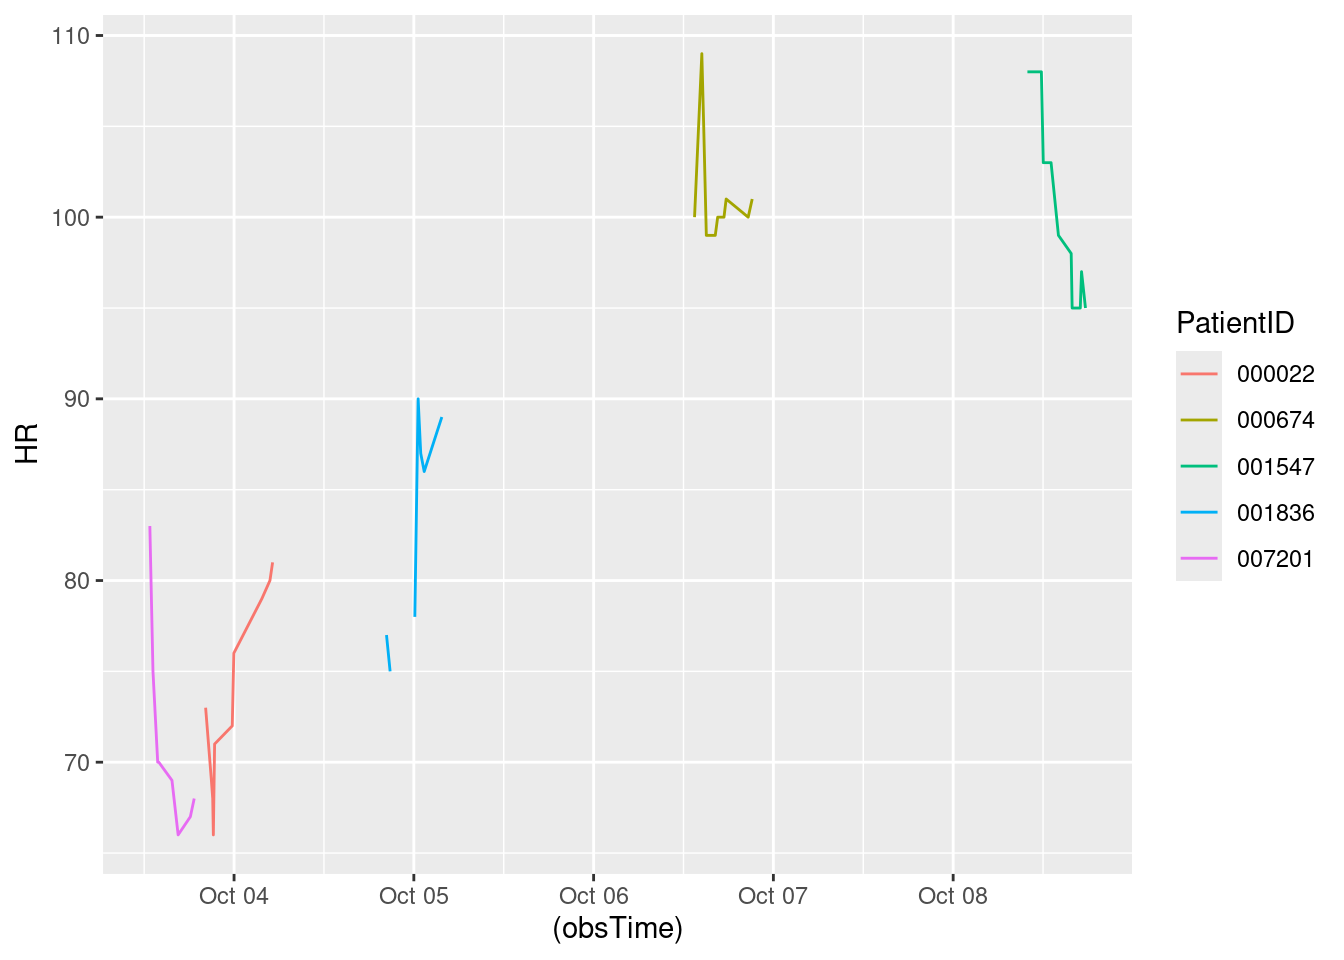 110
100
90
80
70
HR
Oct 04
Oct 05
Oct 06
Oct 07
Oct 08
(obsTime)
PatientID
000022
000674
001547
001836
007201